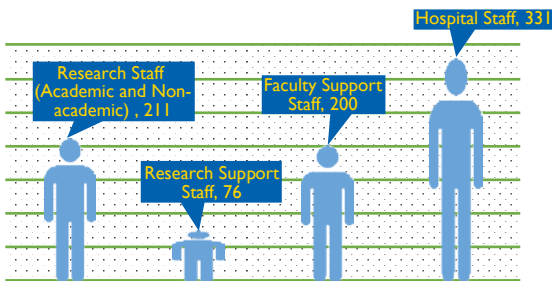 Research Staff
(Academic and Non-
academic) , 211
Research Support
Staff, 76
Faculty Support
Staff, 200
Hospital Staff, 331